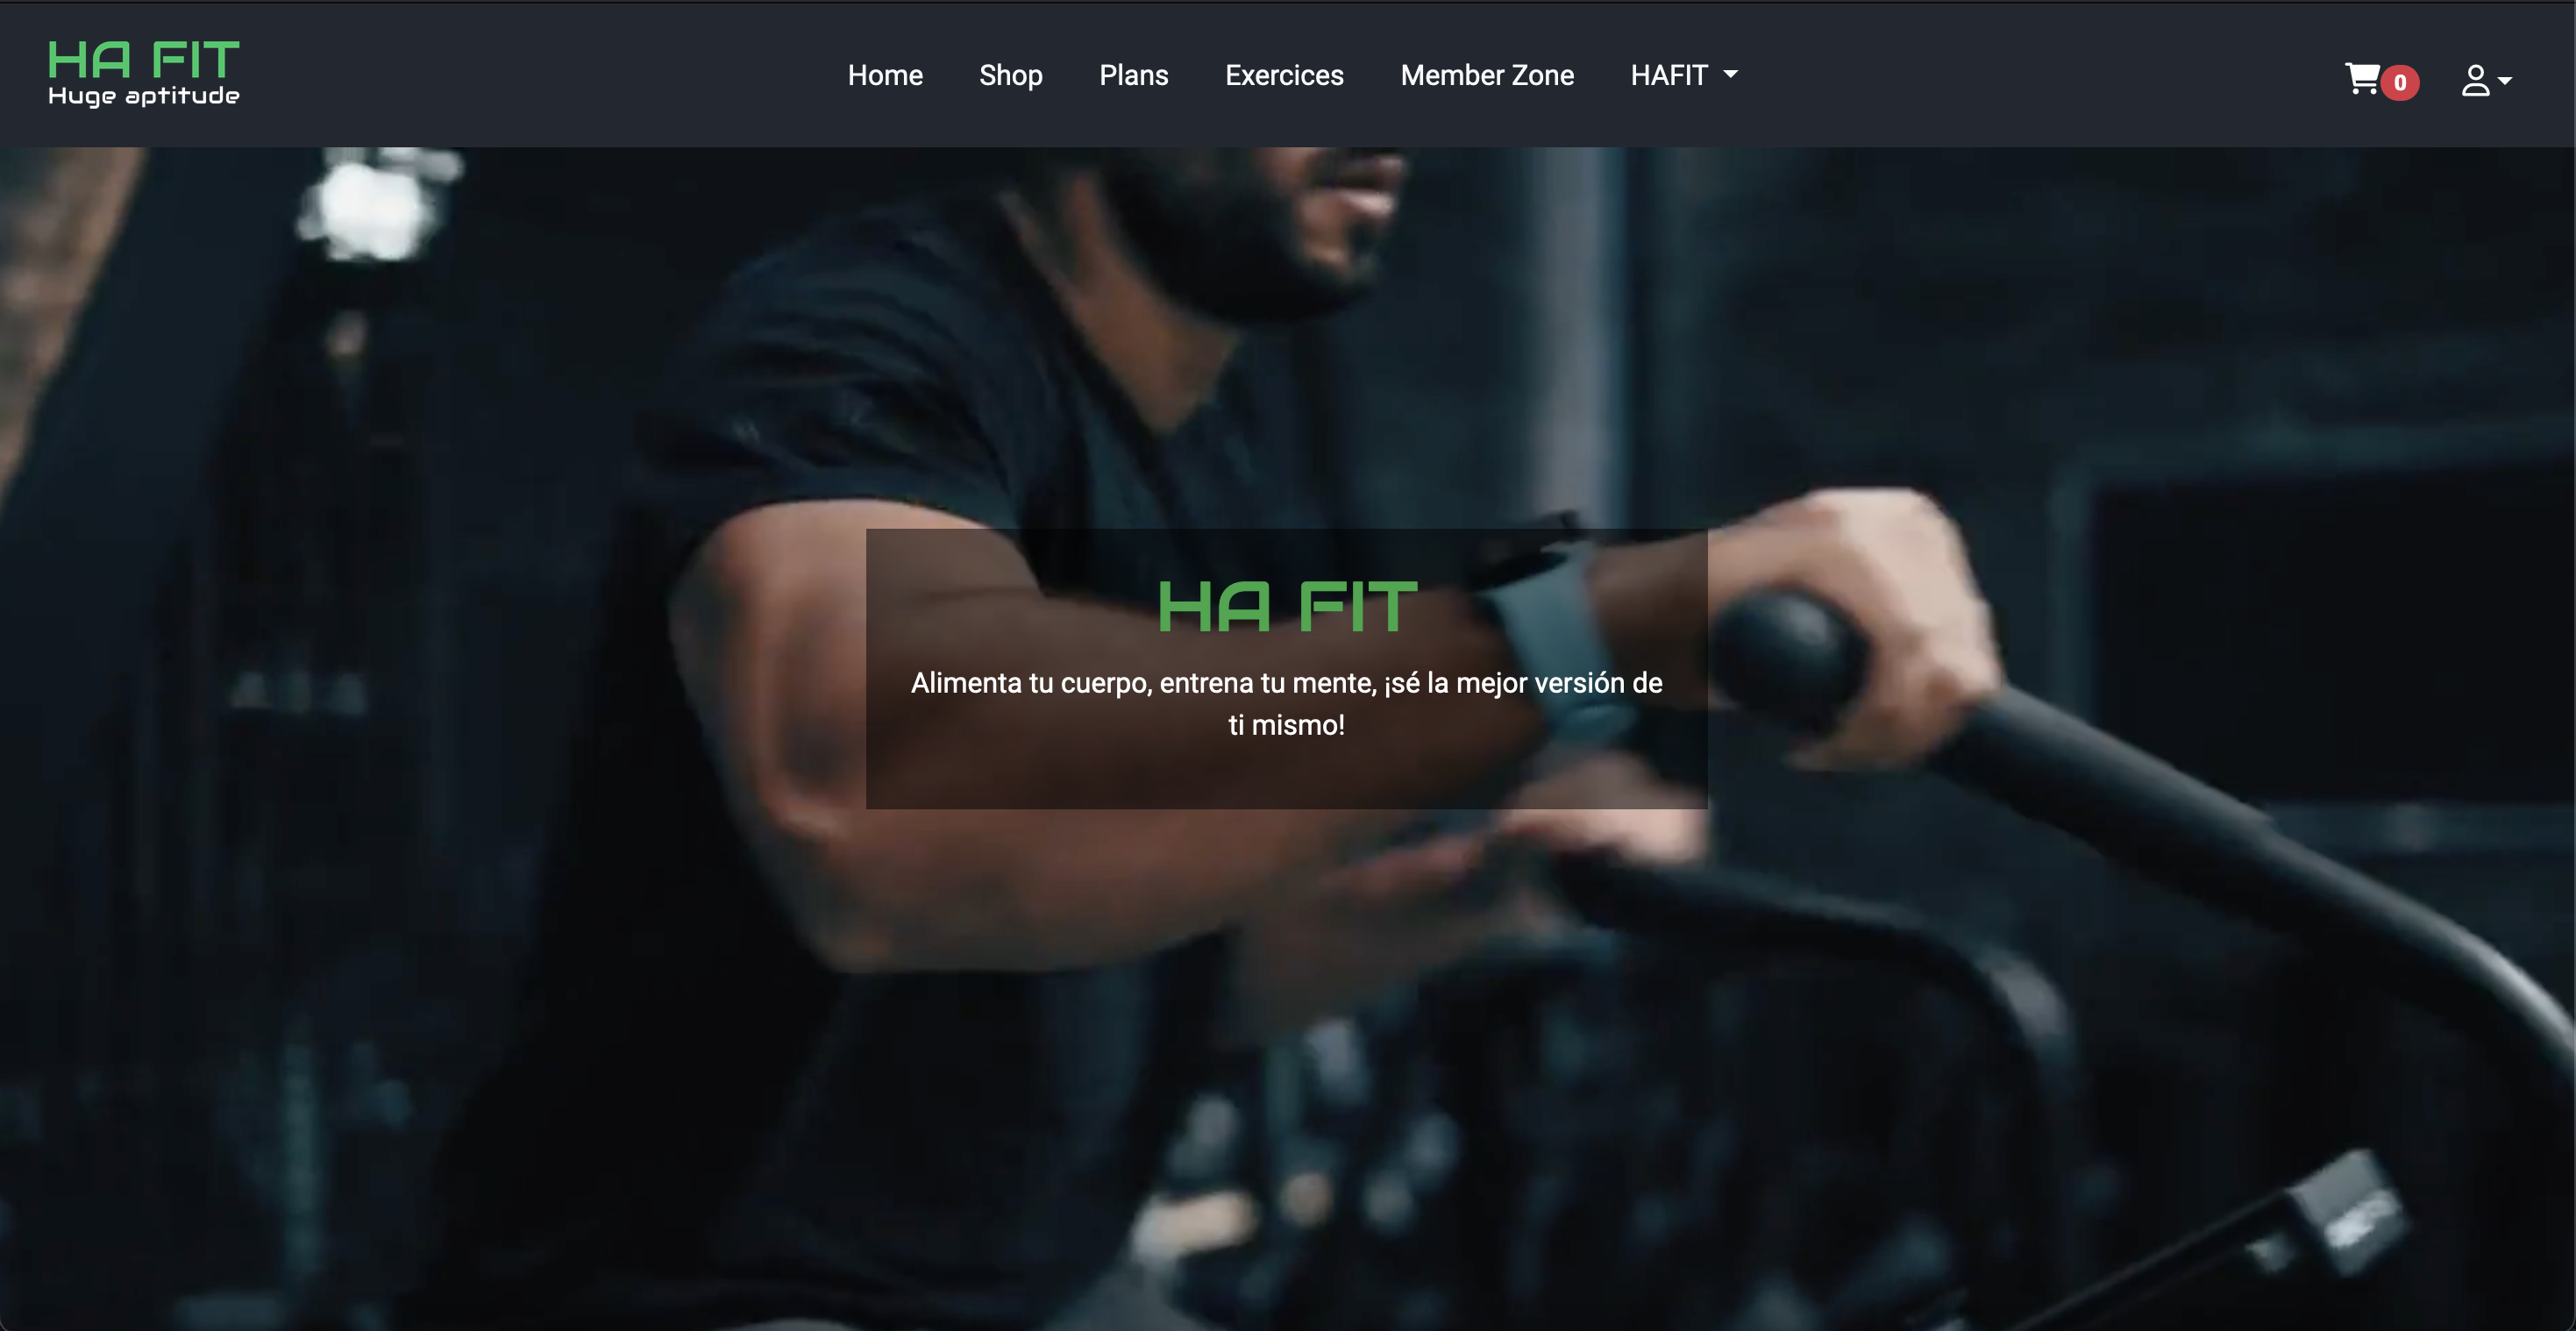 HA FIT
Huge aptitude
Home Shop Plans Exercices Member Zone HAFIT
0
HA FIT
Alimenta tu cuerpo, entrena tu mente, ¡sé la mejor versión de
ti mismo!